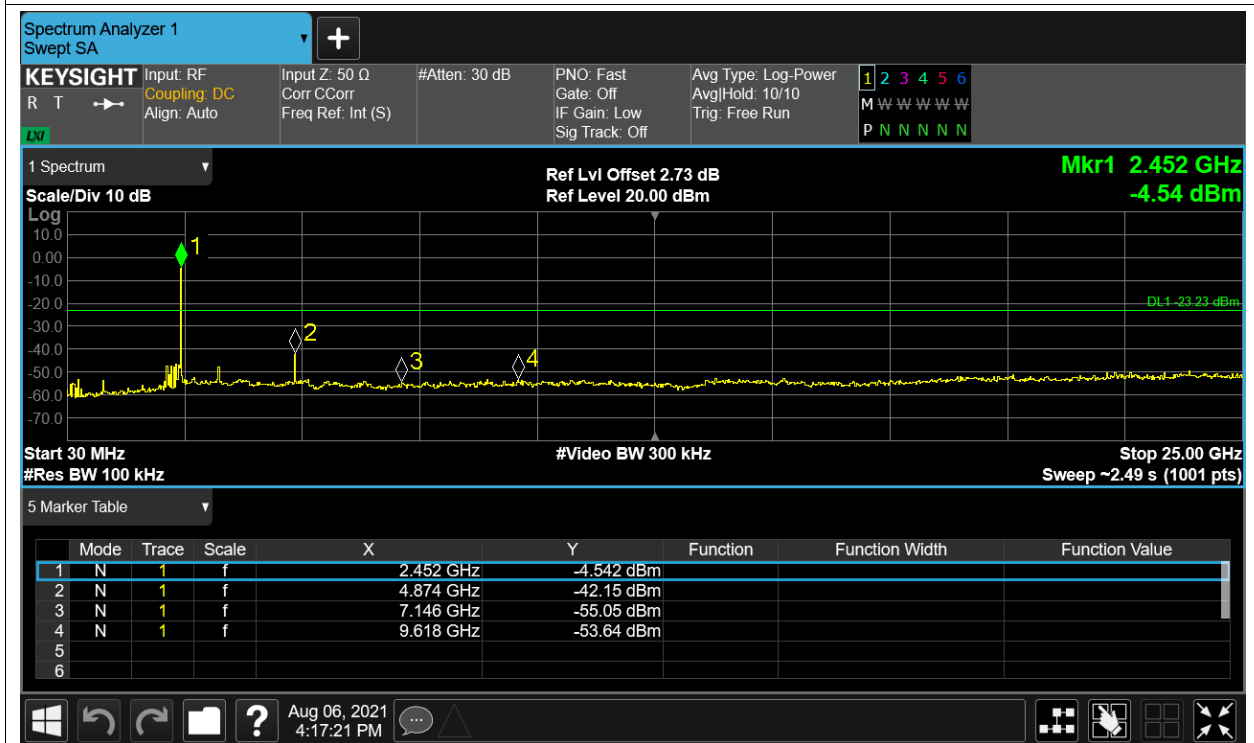 Spectrum Analyzer 1
Swept SA
KEYSIGHT
R T
LXI
Input: RF
Coupling: DC
Align: Auto
Input Z: 50 Ω
Corr CCorr
Freq Ref: Int (S)
#Atten: 30 dB
PNO: Fast
Gate: Off
IF Gain: Low
Sig Track: Off
Avg Type: Log-Power
Avg|Hold: 10/10
Trig: Free Run
1 2 3 4 5 6
M W W W W W
P N N N N N
1 Spectrum
Scale/Div 10 dB
Ref Lvl Offset 2.73 dB
Ref Level 20.00 dBm
Mkr1 2.452 GHz
-4.54 dBm
Log
10.0
0.00
-10.0
-20.0
-30.0
-40.0
-50.0
-60.0
-70.0
1
2
3
4
DL1 -23.23 dBm
Start 30 MHz
#Res BW 100 kHz
#Video BW 300 kHz
Stop 25.00 GHz
Sweep ~2.49 s (1001 pts)
5 Marker Table
Mode Trace Scale X Y Function Function Width Function Value
1 N 1 f 2.452 GHz -4.542 dBm
2 N 1 f 4.874 GHz -42.15 dBm
3 N 1 f 7.146 GHz -55.05 dBm
4 N 1 f 9.618 GHz -53.64 dBm
5
6
?
Aug 06, 2021
4:17:21 PM